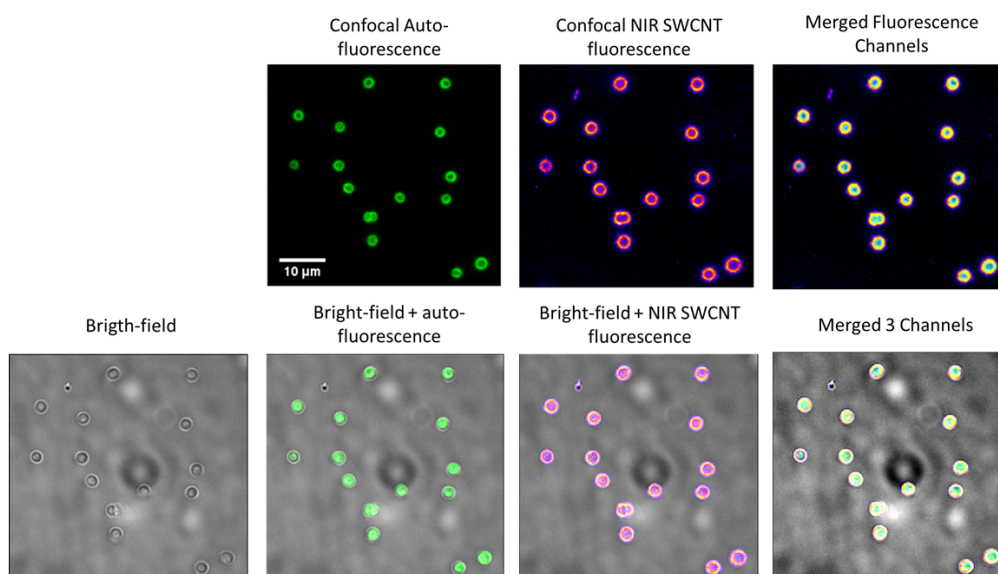 Confocal Auto-
fluorescence
Confocal NIR SWCNT
fluorescence
Merged Fluorescence
Channels
10 µm
Brigth-field
Bright-field + auto-
fluorescence
Bright-field + NIR SWCNT
fluorescence
Merged 3 Channels